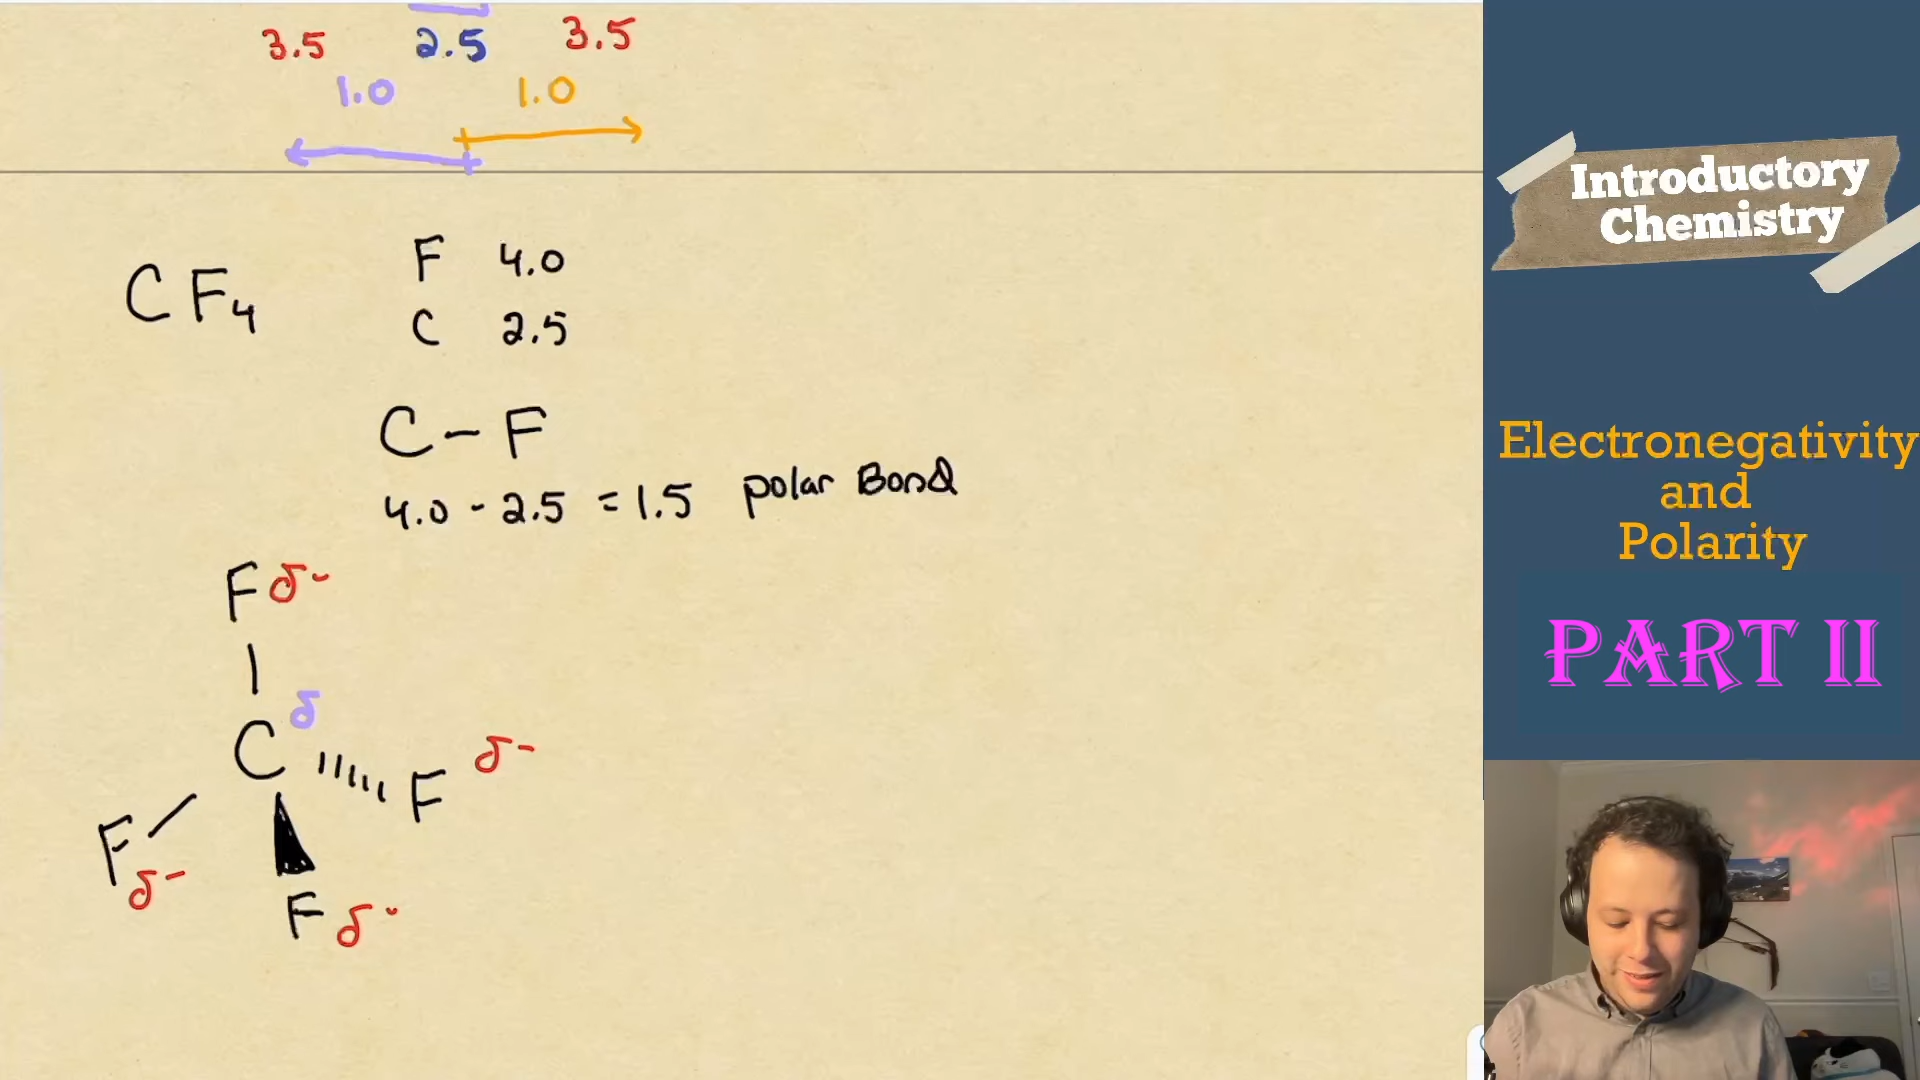 3.5 2.5 3.5
1.0 1.0
CF₄
F 4.0
C 2.5
C-F
4.0 - 2.5 = 1.5 polar Bond
F δ-
C δ
F δ-
F δ-
F δ-
Introductory
Chemistry
Electronegativity
and
Polarity
PART II